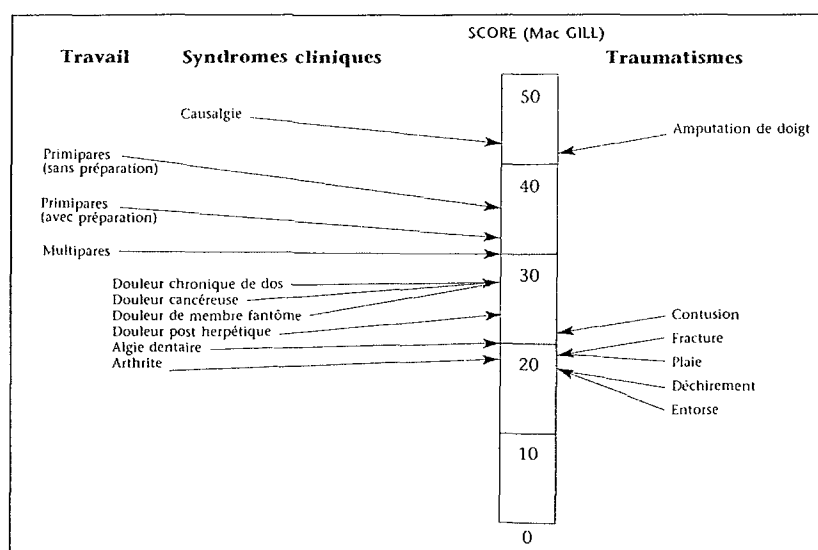 SCORE (Mac GILL)
Travail Syndromes cliniques Traumatismes
50
Causalgie
Amputation de doigt
Primipares
(sans préparation)
40
Primipares
(avec préparation)
Multipares
30
Douleur chronique de dos
Douleur cancéreuse
Douleur de membre fantôme
Douleur post herpétique
Algie dentaire
Arthrite
Contusion
Fracture
Plaie
Déchirement
Entorse
20
10
0